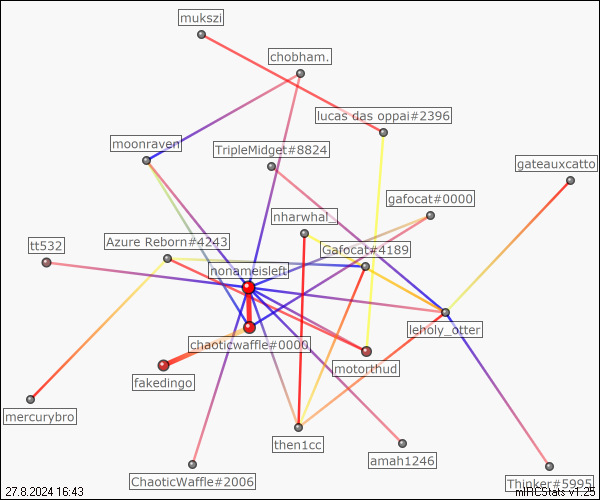 mukszi
chobham.
lucas das oppai#2396
moonraven
TripleMidget#8824
gateauxcatto
gafocat#0000
nharwhal_
tt532
Azure Reborn#4243
Gafocat#4189
nonameisleft
leholy_otter
chaoticwaffle#0000
motorthud
fakedingo
mercurybro
then1cc
amah1246
ChaoticWaffle#2006
Thinker#5995
27.8.2024 16:43
mIRCStats v1.25